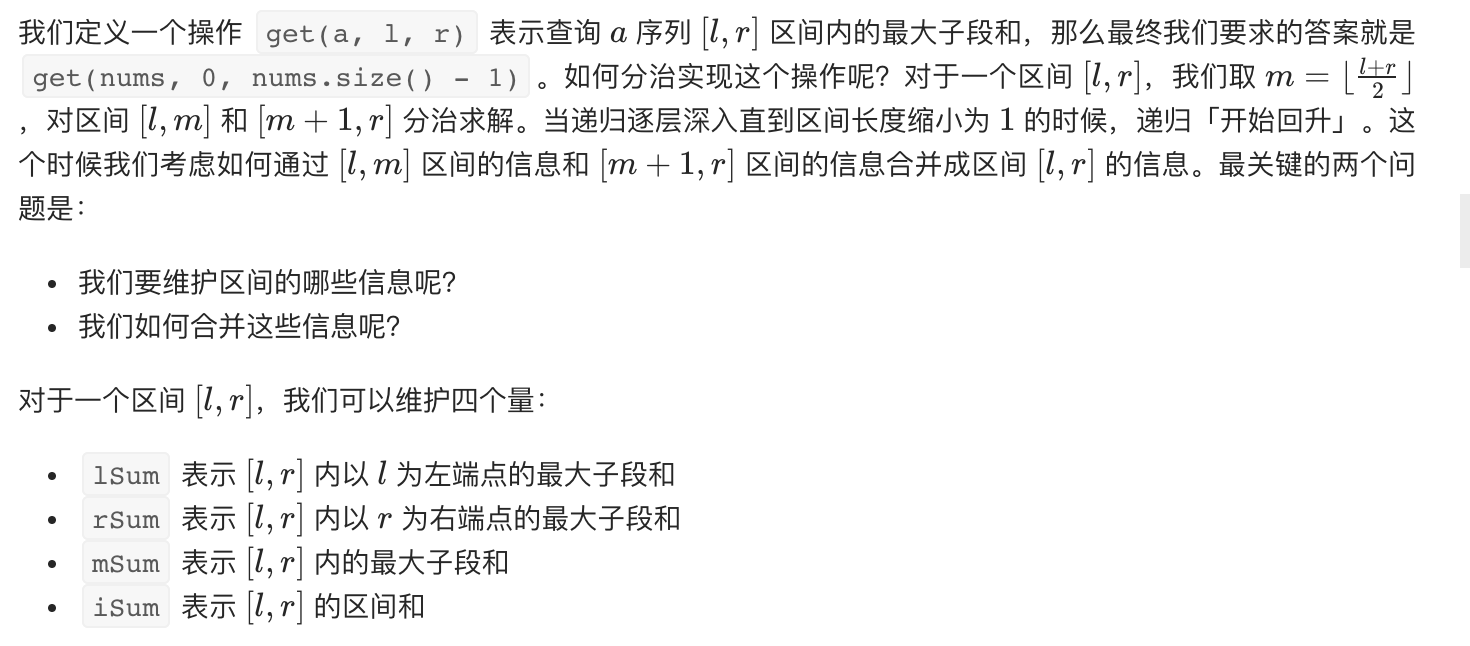 我们定义一个操作 get(a, l, r) 表示查询 a 序列 [l, r] 区间内的最大子段和，那么最终我们要求的答案就是
get(nums, 0, nums.size() - 1) 。如何分治实现这个操作呢？对于一个区间 [l, r]，我们取 m = ⌊(l+r)/2⌋
，对区间 [l, m] 和 [m + 1, r] 分治求解。当递归逐层深入直到区间长度缩小为 1 的时候，递归「开始回升」。这
个时候我们考虑如何通过 [l, m] 区间的信息和 [m + 1, r] 区间的信息合并成区间 [l, r] 的信息。最关键的两个问
题是：
• 我们要维护区间的哪些信息呢？
• 我们如何合并这些信息呢？
对于一个区间 [l, r]，我们可以维护四个量：
• lSum 表示 [l, r] 内以 l 为左端点的最大子段和
• rSum 表示 [l, r] 内以 r 为右端点的最大子段和
• mSum 表示 [l, r] 内的最大子段和
• iSum 表示 [l, r] 的区间和